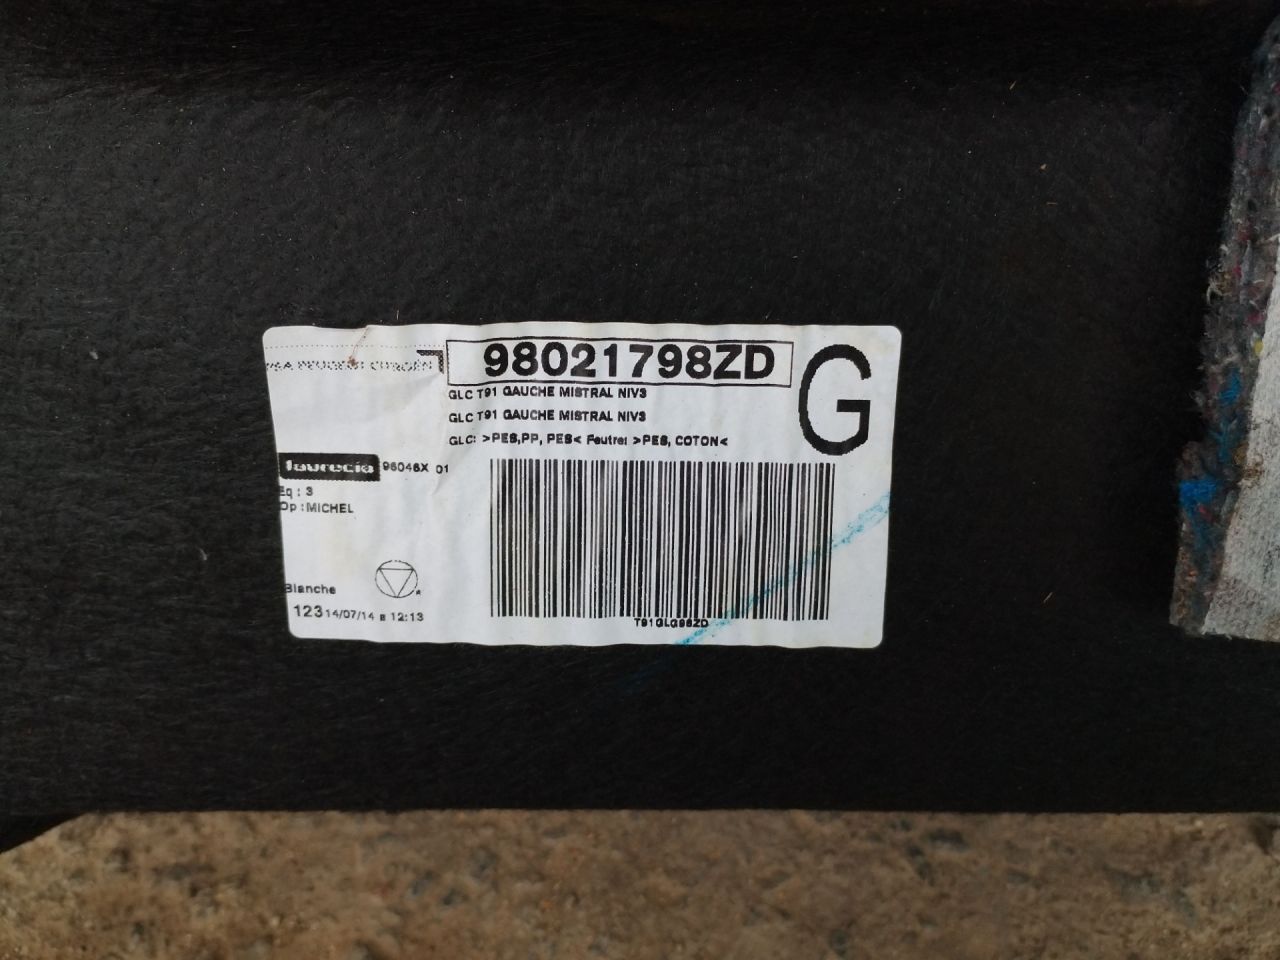 PSA PEUGEOT CITROËN
98021798ZD
G
GLC T91 GAUCHE MISTRAL NIV3
GLC T91 GAUCHE MISTRAL NIV3
GLC: >PES,PP, PES< Feutre: >PES, COTON<
faurecia 96046X 01
Eq : 3
Op : MICHEL
Blanche
123 14/07/14 12:13
T91GLG98ZD